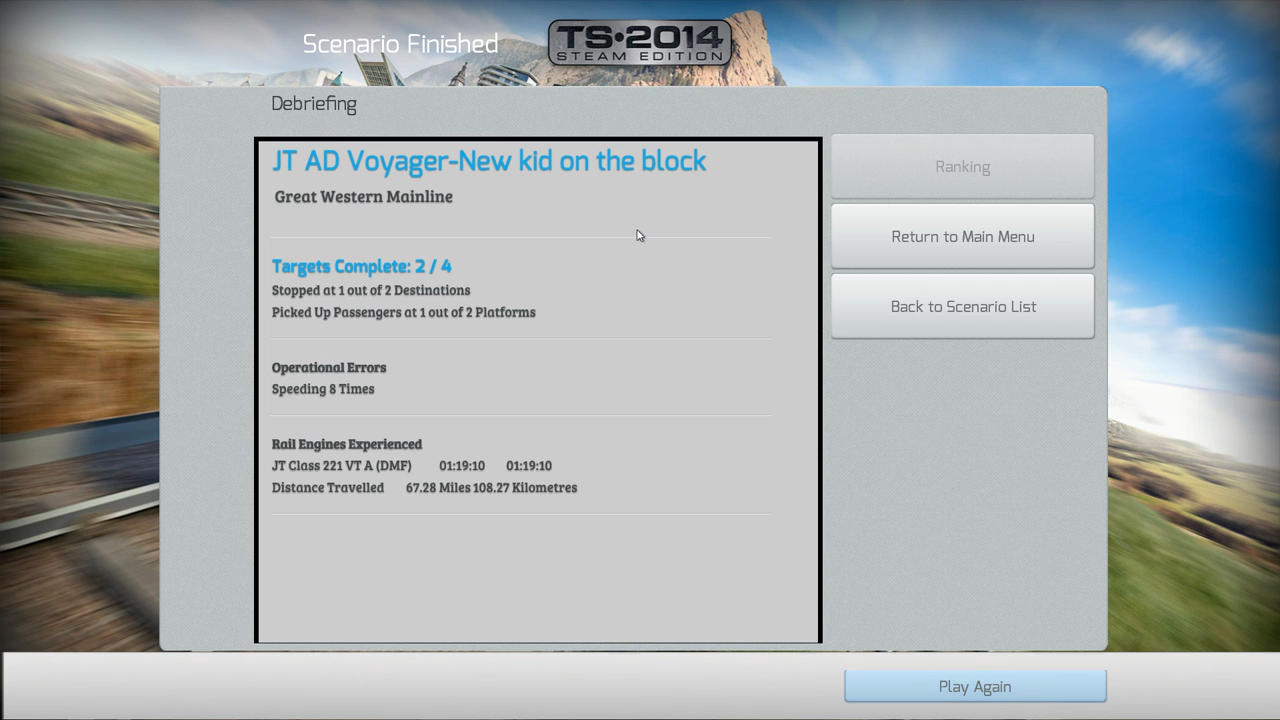 Scenario Finished
TS·2014
STEAM EDITION
Debriefing
JT AD Voyager-New kid on the block
Great Western Mainline
Targets Complete: 2 / 4
Stopped at 1 out of 2 Destinations
Picked Up Passengers at 1 out of 2 Platforms
Operational Errors
Speeding 8 Times
Rail Engines Experienced
JT Class 221 VT A (DMF) 01:19:10 01:19:10
Distance Travelled 67.28 Miles 108.27 Kilometres
Ranking
Return to Main Menu
Back to Scenario List
Play Again